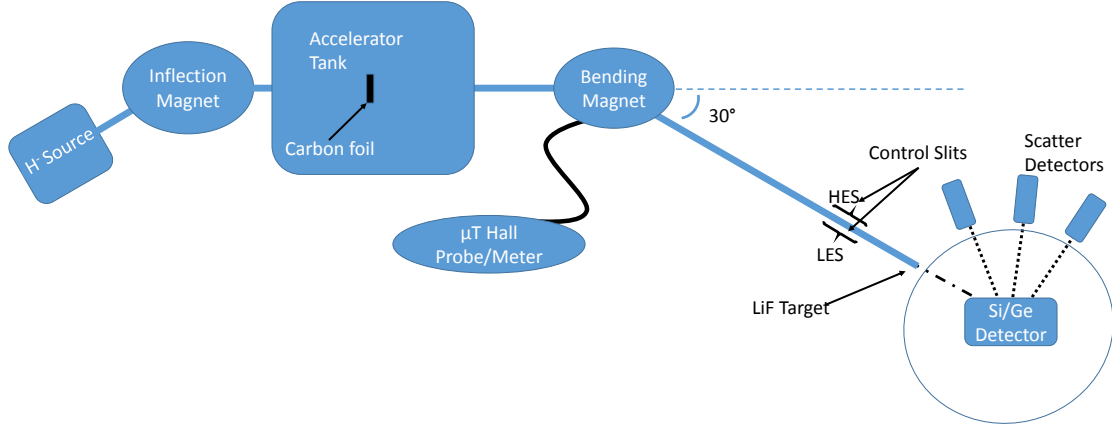 H⁻ Source
Inflection
Magnet
Accelerator
Tank
Carbon foil
Bending
Magnet
30°
μT Hall
Probe/Meter
Control Slits
HES
LES
LiF Target
Scatter
Detectors
Si/Ge
Detector